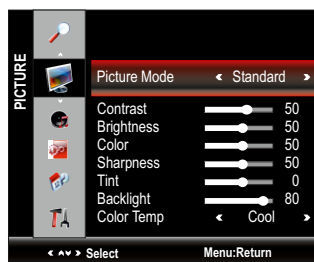 PICTURE
Picture Mode Standard
Contrast 50
Brightness 50
Color 50
Sharpness 50
Tint 0
Backlight 80
Color Temp Cool
Select Menu:Return